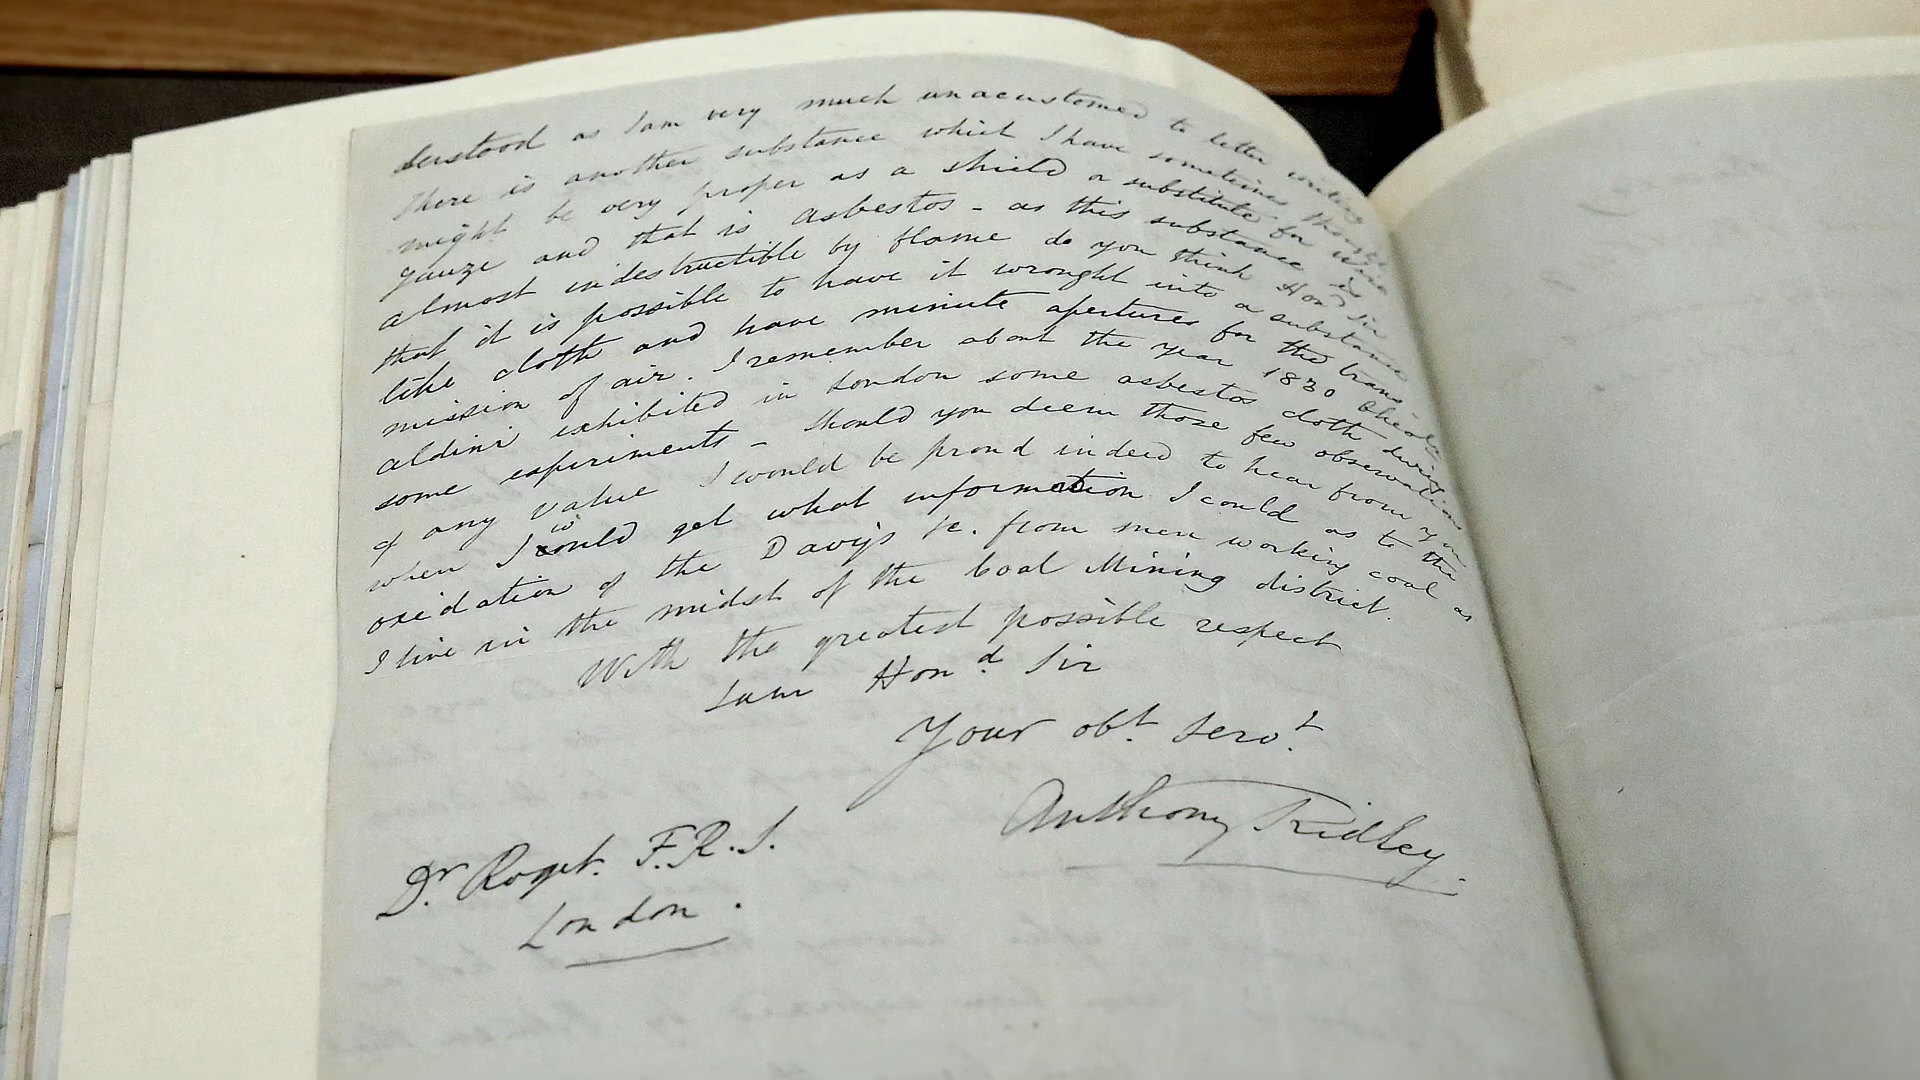 derstood as I am very much unaccustomed to letter writing
There is another substance which I have sometimes thought
might be very proper as a shield a substitute for wire
gauze and that is asbestos - as this substance is
almost indestructible by flame do you think Hond Sir
that it is possible to have it wrought into a substance
like cloth and have minute apertures for the trans-
mission of air. I remember about the year 1830 Cheval
aldini exhibited in London some asbestos cloth during
some experiments - Should you deem those few observations
of any value I would be proud indeed to hear from you
when I would get what information I could as to the
oxidation of the Davys &c. from men working coal as
I live in the midst of the Coal Mining district.
With the greatest possible respect
I am Hond Sir
Your obt. Servt.
Anthony Ridley.
Dr. Roget. F.R.S.
London.